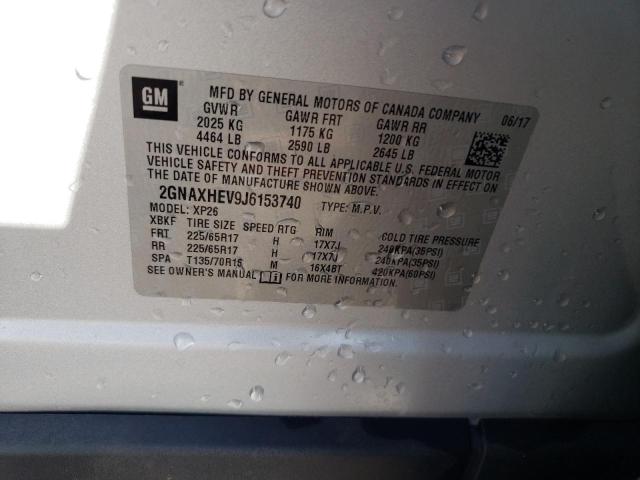 GM
MFD BY GENERAL MOTORS OF CANADA COMPANY 06/17
GVWR GAWR FRT GAWR RR
2025 KG 1175 KG 1200 KG
4464 LB 2590 LB 2645 LB
THIS VEHICLE CONFORMS TO ALL APPLICABLE U.S. FEDERAL MOTOR
VEHICLE SAFETY AND THEFT PREVENTION STANDARDS IN EFFECT ON
THE DATE OF MANUFACTURE SHOWN ABOVE.
2GNAXHEV9J6153740 TYPE: M.P.V.
MODEL: XP26
XBKF TIRE SIZE SPEED RTG RIM COLD TIRE PRESSURE
FRT 225/65R17 H 17X7J 240KPA(35PSI)
RR 225/65R17 H 17X7J 240KPA(35PSI)
SPA T135/70R16 M 16X4BT 420KPA(60PSI)
SEE OWNER'S MANUAL FOR MORE INFORMATION.